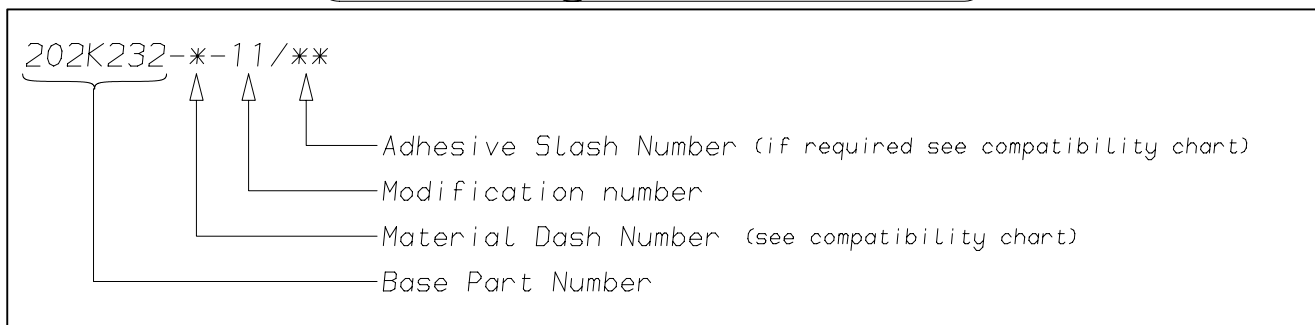 202K232-*-11/**
Adhesive Slash Number (if required see compatibility chart)
Modification number
Material Dash Number (see compatibility chart)
Base Part Number